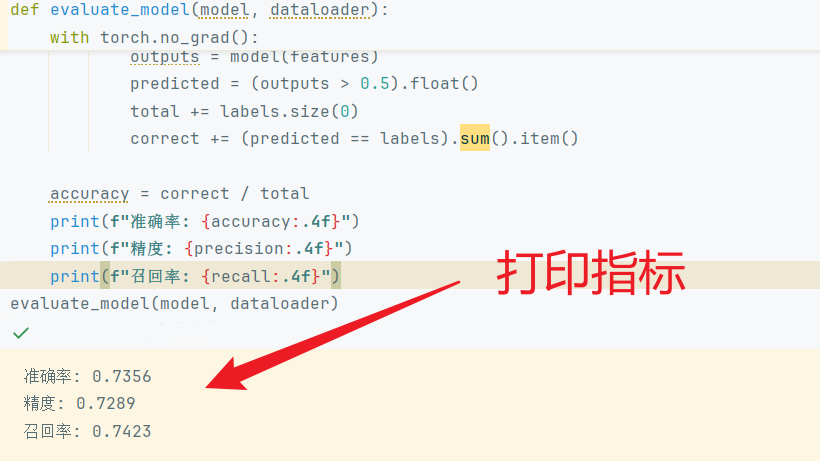 def evaluate_model(model, dataloader):
    with torch.no_grad():
            outputs = model(features)
            predicted = (outputs > 0.5).float()
            total += labels.size(0)
            correct += (predicted == labels).sum().item()
    accuracy = correct / total
    print(f"准确率: {accuracy:.4f}")
    print(f"精度: {precision:.4f}")
    print(f"召回率: {recall:.4f}")
打印指标
evaluate_model(model, dataloader)
准确率: 0.7356
精度: 0.7289
召回率: 0.7423